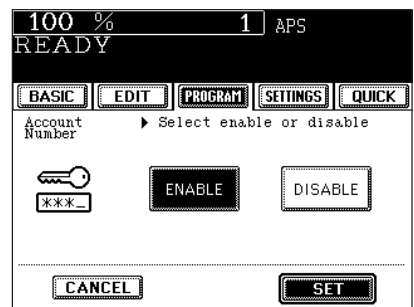 100 % 1 APS
READY
BASIC EDIT PROGRAM SETTINGS QUICK
Account ▶ Select enable or disable
Number
***_ ENABLE DISABLE
CANCEL SET